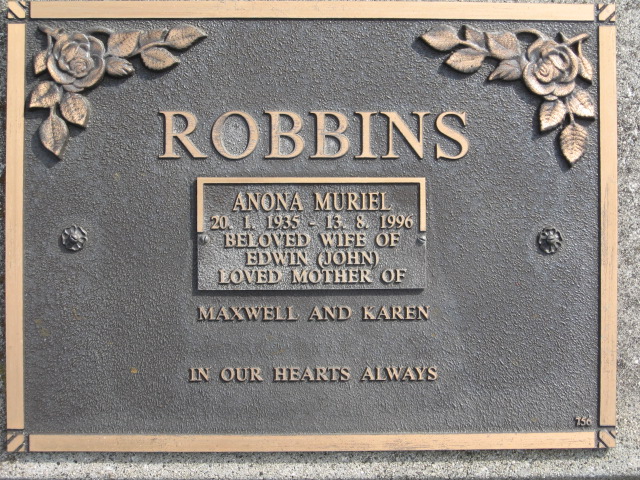 ROBBINS
ANONA MURIEL
20. 1. 1935 - 13. 8. 1996
BELOVED WIFE OF
EDWIN (JOHN)
LOVED MOTHER OF
MAXWELL AND KAREN
IN OUR HEARTS ALWAYS
756